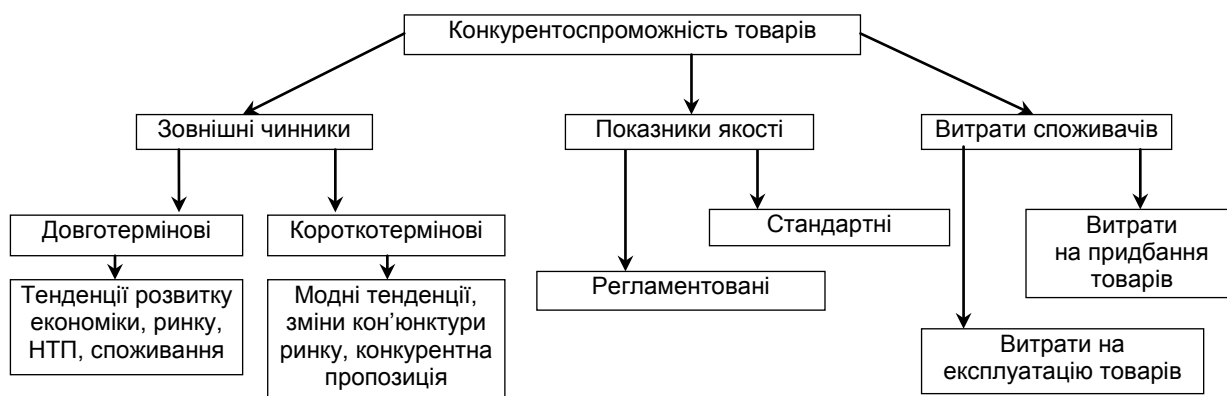 Конкурентоспроможність товарів
Зовнішні чинники
Показники якості
Витрати споживачів
Довготермінові
Короткотермінові
Стандартні
Витрати
на придбання
товарів
Тенденції розвитку
економіки, ринку,
НТП, споживання
Модні тенденції,
зміни кон’юнктури
ринку, конкурентна
пропозиція
Регламентовані
Витрати на
експлуатацію товарів